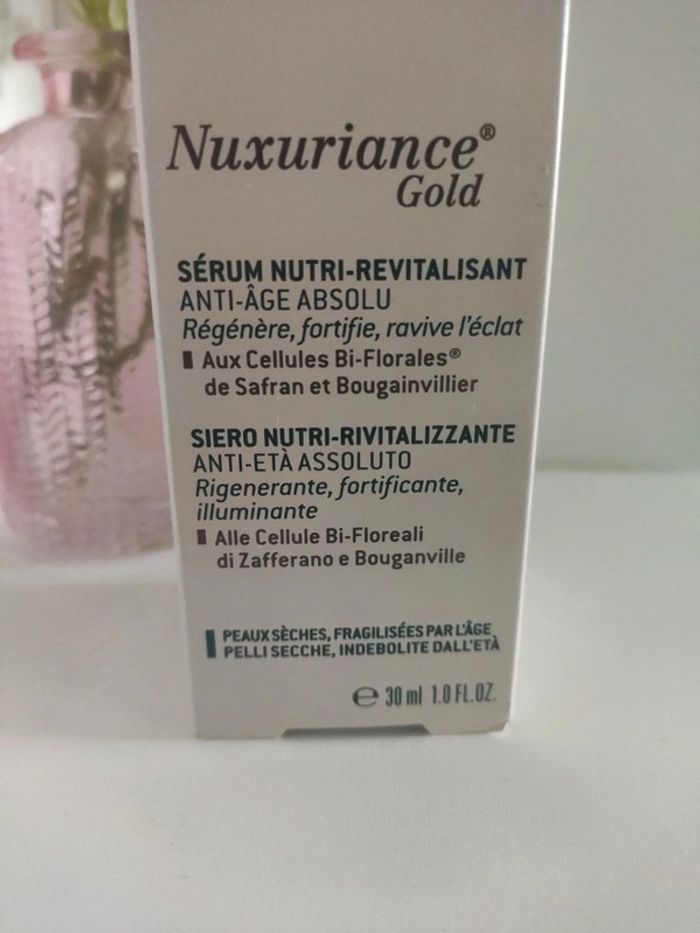 Nuxuriance®
Gold
SÉRUM NUTRI-REVITALISANT
ANTI-ÂGE ABSOLU
Régénère, fortifie, ravive l'éclat
Aux Cellules Bi-Florales®
de Safran et Bougainvillier
SIERO NUTRI-RIVITALIZZANTE
ANTI-ETÀ ASSOLUTO
Rigenerante, fortificante,
illuminante
Alle Cellule Bi-Floreali
di Zafferano e Bouganville
PEAUX SÈCHES, FRAGILISÉES PAR L'ÂGE
PELLI SECCHE, INDEBOLITE DALL'ETÀ
℮ 30 ml 1.0 FL.OZ.